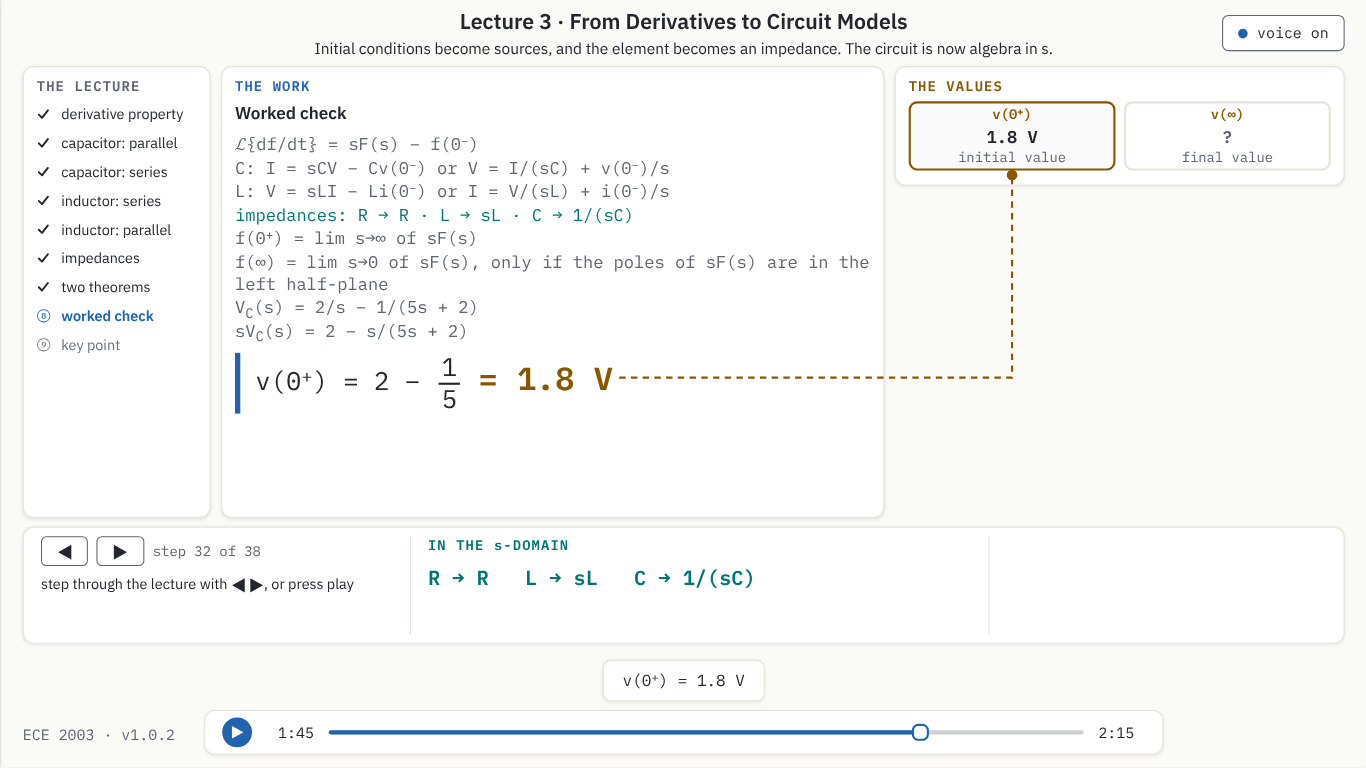 Lecture 3 · From Derivatives to Circuit Models
Initial conditions become sources, and the element becomes an impedance. The circuit is now algebra in s.
voice on
THE LECTURE
derivative property
capacitor: parallel
capacitor: series
inductor: series
inductor: parallel
impedances
two theorems
8 worked check
9 key point
THE WORK
Worked check
ℒ{df/dt} = sF(s) − f(0⁻)
C: I = sCV − Cv(0⁻) or V = I/(sC) + v(0⁻)/s
L: V = sLI − Li(0⁻) or I = V/(sL) + i(0⁻)/s
impedances: R → R · L → sL · C → 1/(sC)
f(0⁺) = lim s→∞ of sF(s)
f(∞) = lim s→0 of sF(s), only if the poles of sF(s) are in the
left half-plane
V_C(s) = 2/s − 1/(5s + 2)
sV_C(s) = 2 − s/(5s + 2)
v(0⁺) = 2 − 1/5 = 1.8 V
THE VALUES
v(0⁺)
1.8 V
initial value
v(∞)
?
final value
◀ ▶ step 32 of 38
step through the lecture with ◀ ▶, or press play
IN THE s-DOMAIN
R → R L → sL C → 1/(sC)
v(0⁺) = 1.8 V
ECE 2003 · v1.0.2
1:45
2:15